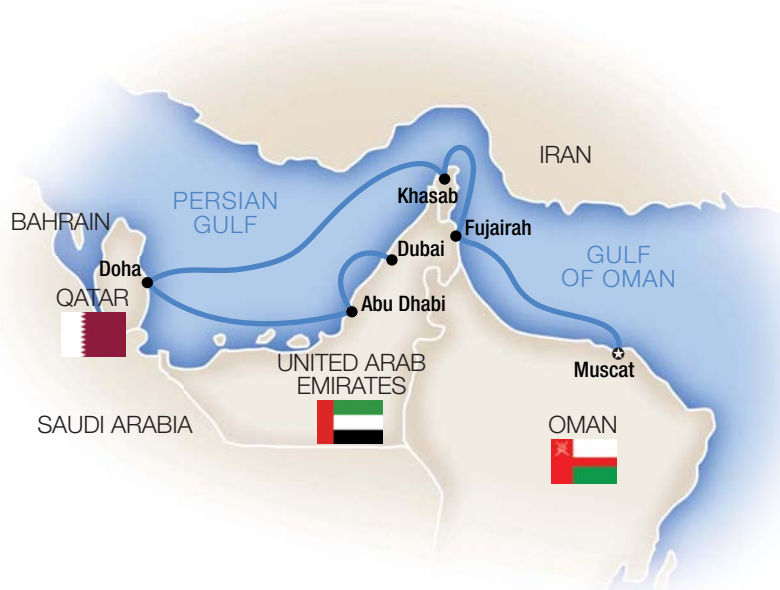 IRAN
PERSIAN
GULF
Khasab
BAHRAIN
Fujairah
Dubai
GULF
OF OMAN
Doha
QATAR
Abu Dhabi
UNITED ARAB
EMIRATES
Muscat
SAUDI ARABIA
OMAN